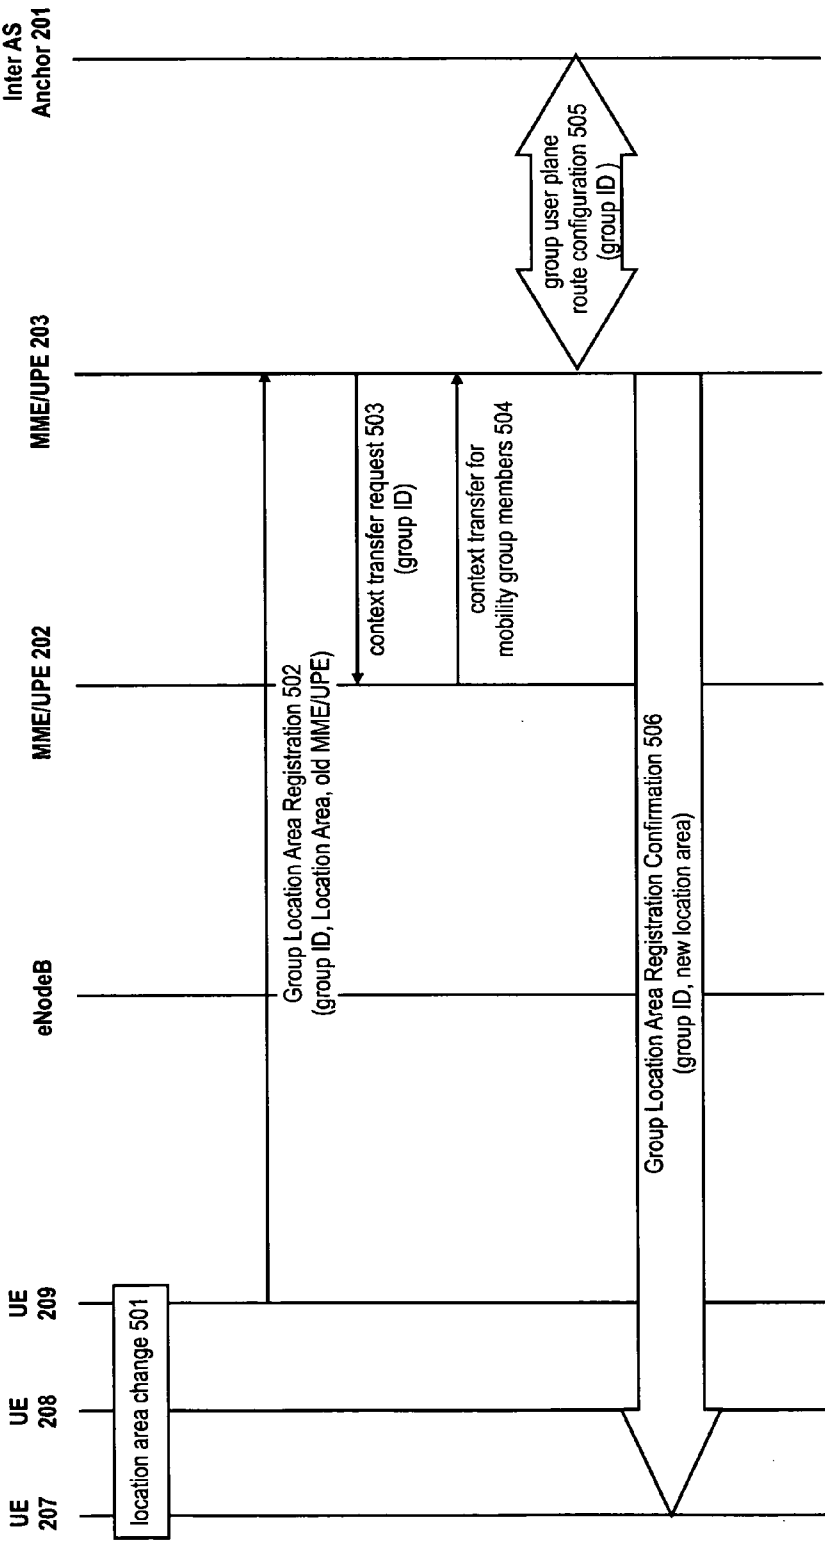 UE
207
UE
208
UE
209
eNodeB
MME/UPE 202
MME/UPE 203
Inter AS
Anchor 201
location area change 501
Group Location Area Registration 502
(group ID, Location Area, old MME/UPE)
context transfer request 503
(group ID)
context transfer for
mobility group members 504
group user plane
route configuration 505
(group ID )
Group Location Area Registration Confirmation 506
(group ID, new location area)